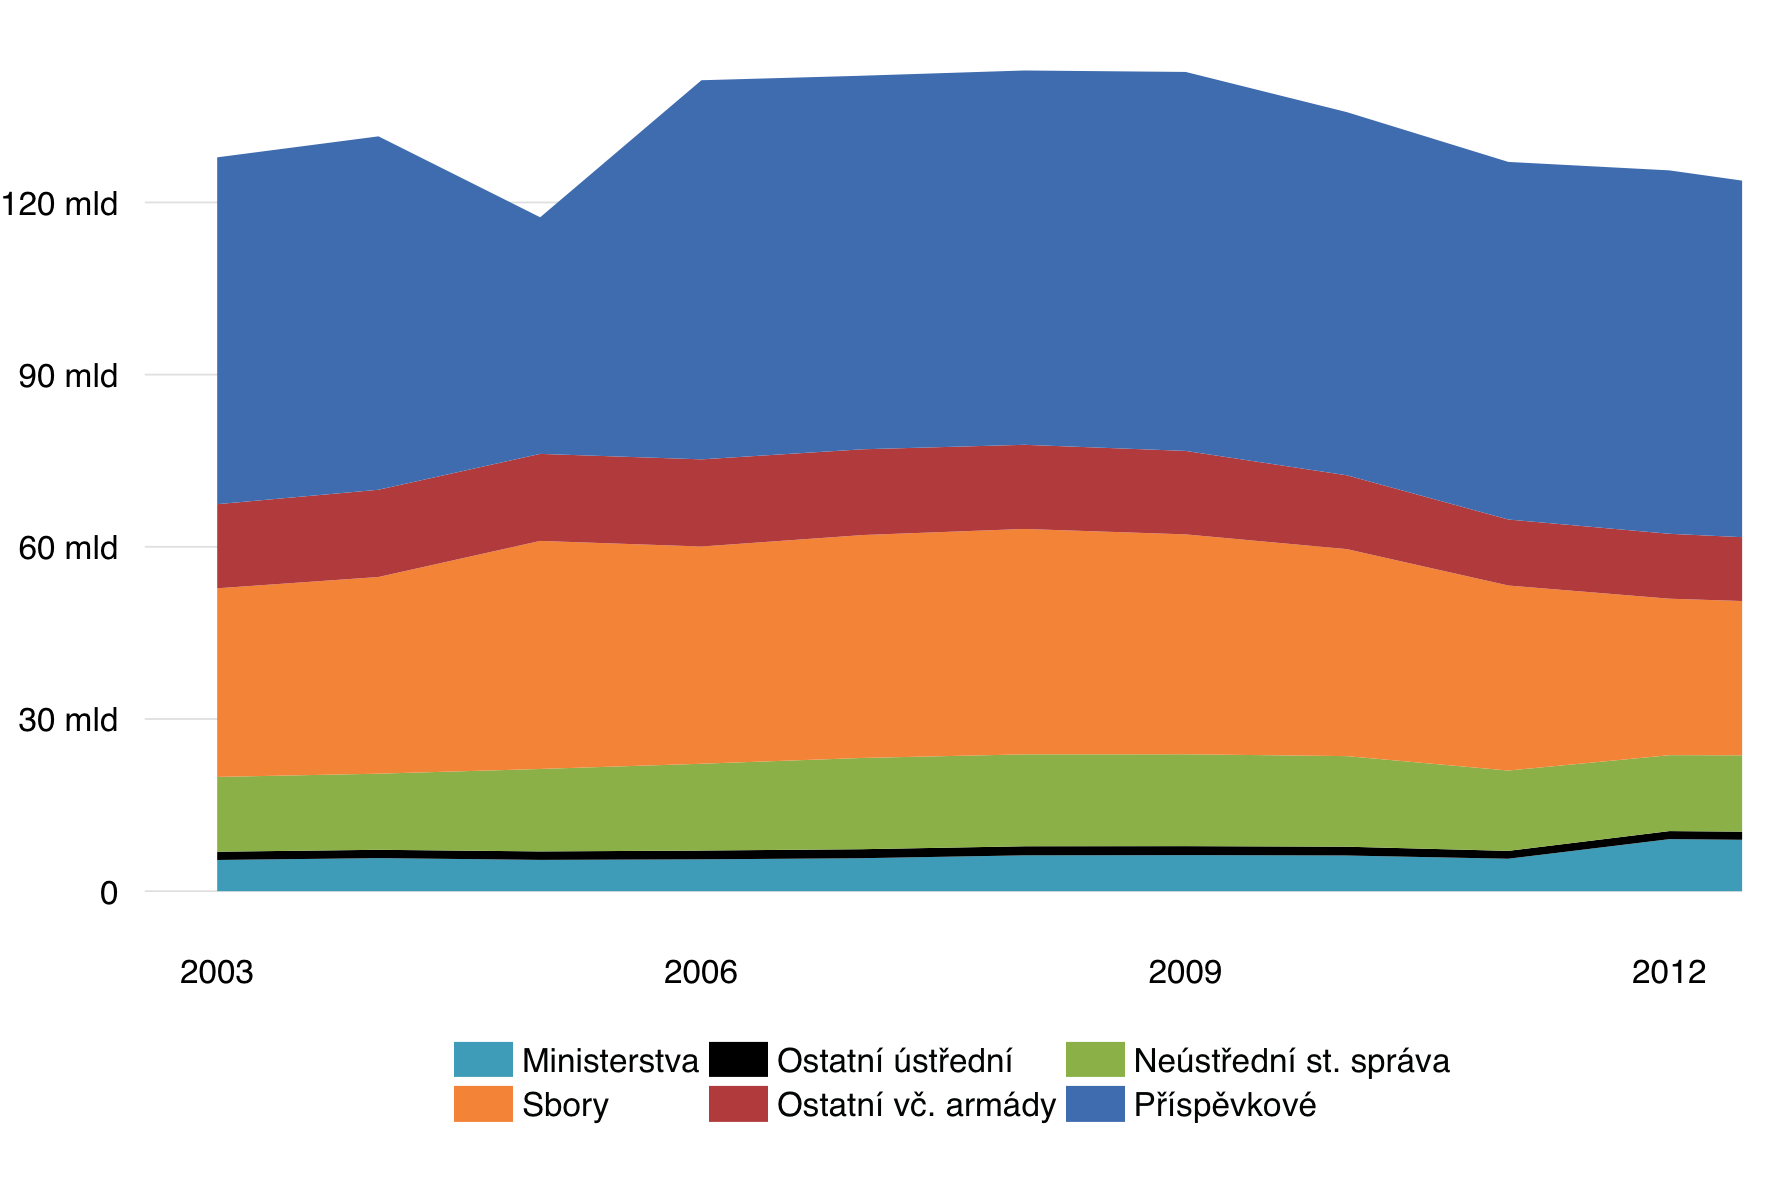 120 mld
90 mld
60 mld
30 mld
0
2003 2006 2009 2012
Ministerstva Ostatní ústřední Neústřední st. správa
Sbory Ostatní vč. armády Příspěvkové